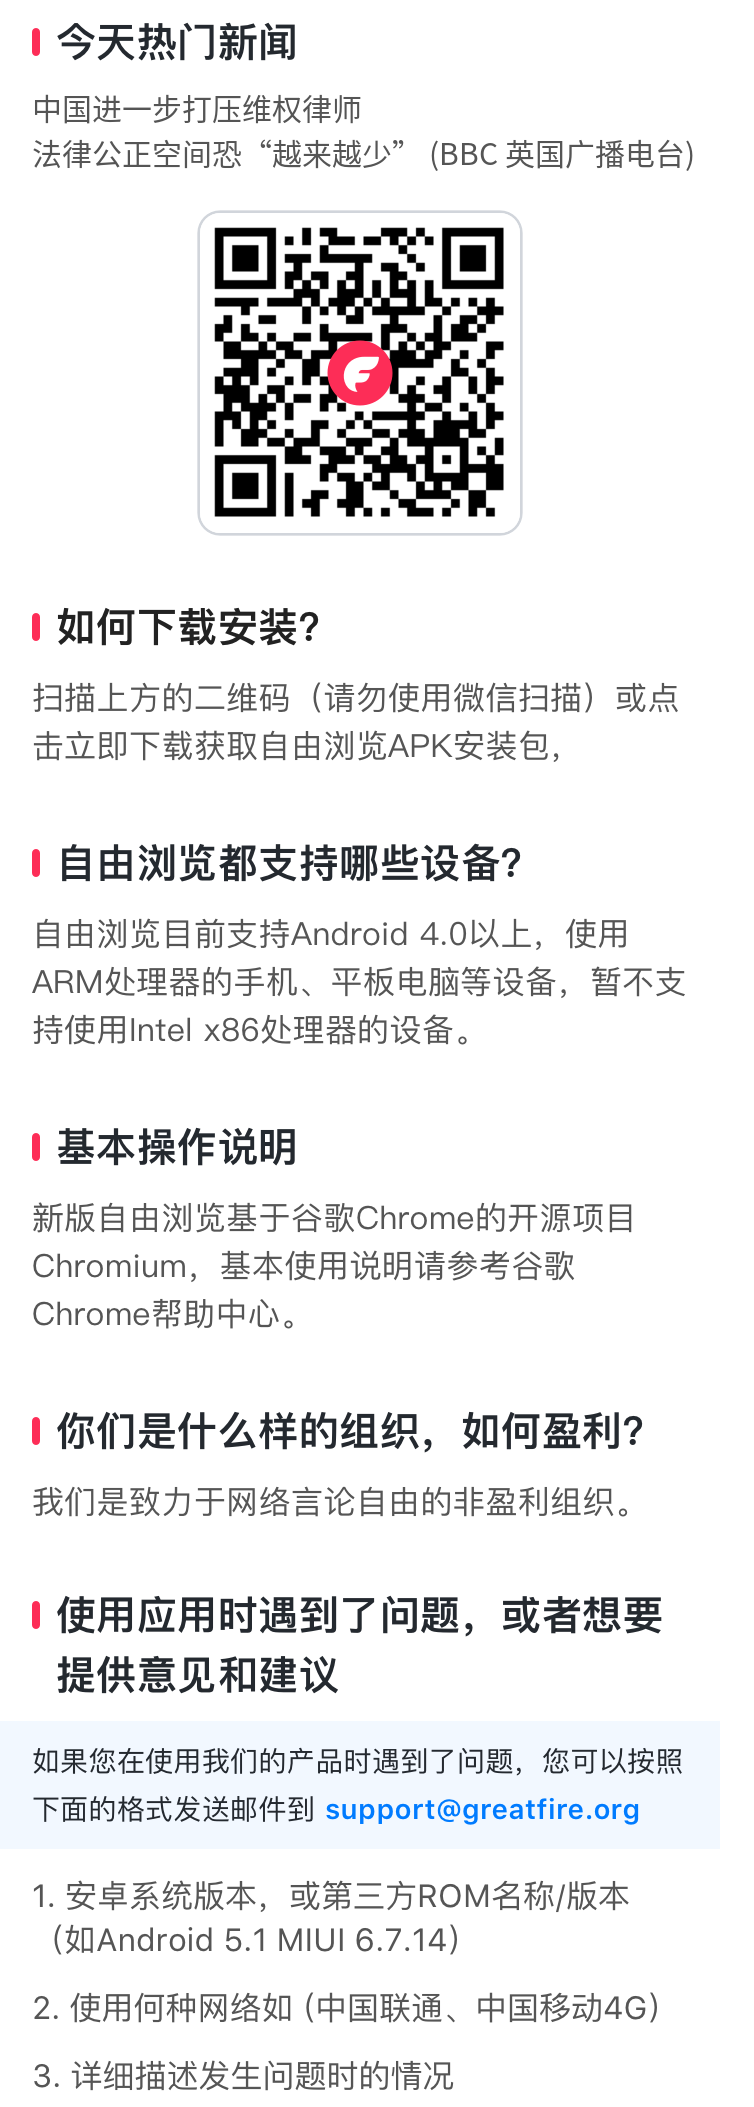 今天热门新闻
中国进一步打压维权律师
法律公正空间恐“越来越少” (BBC 英国广播电台)
如何下载安装?
扫描上方的二维码（请勿使用微信扫描）或点
击立即下载获取自由浏览APK安装包，
自由浏览都支持哪些设备?
自由浏览目前支持Android 4.0以上，使用
ARM处理器的手机、平板电脑等设备，暂不支
持使用Intel x86处理器的设备。
基本操作说明
新版自由浏览基于谷歌Chrome的开源项目
Chromium，基本使用说明请参考谷歌
Chrome帮助中心。
你们是什么样的组织，如何盈利?
我们是致力于网络言论自由的非盈利组织。
使用应用时遇到了问题，或者想要
提供意见和建议
如果您在使用我们的产品时遇到了问题，您可以按照
下面的格式发送邮件到 support@greatfire.org
1. 安卓系统版本，或第三方ROM名称/版本
（如Android 5.1 MIUI 6.7.14）
2. 使用何种网络如 (中国联通、中国移动4G）
3. 详细描述发生问题时的情况